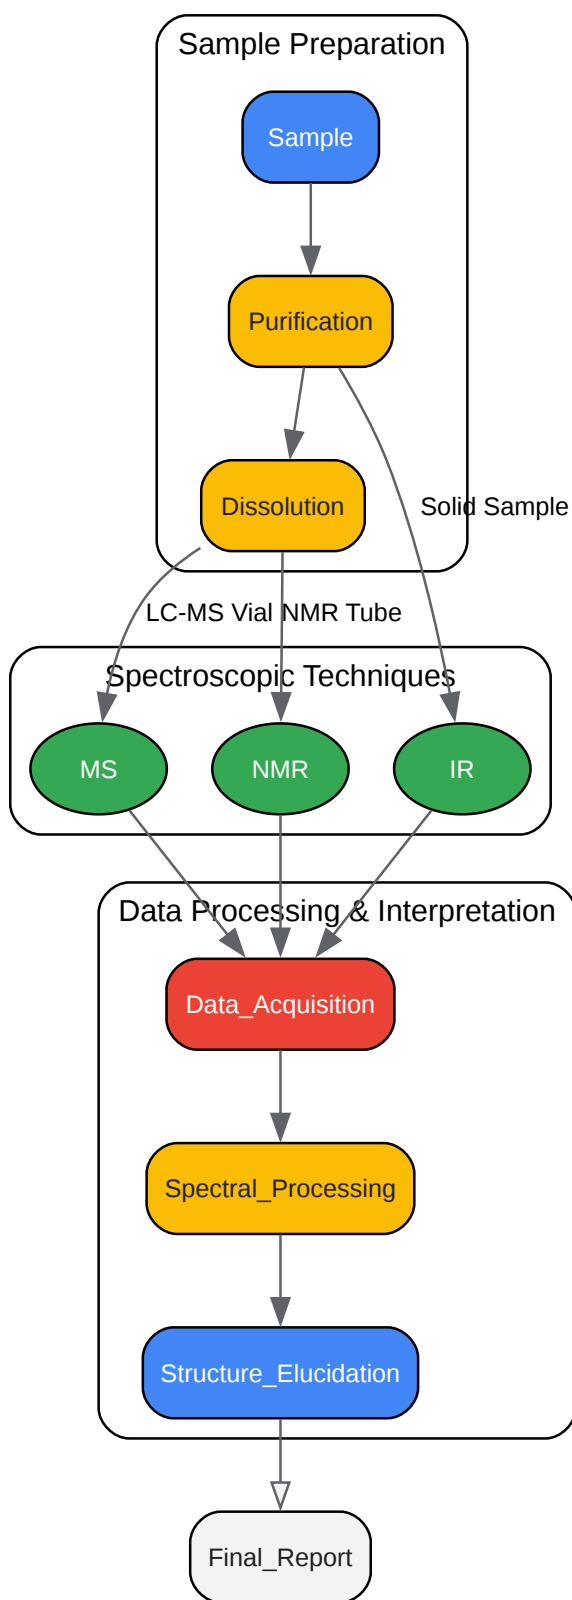 Sample Preparation
Sample
Purification
Dissolution
Solid Sample
LC-MS Vial
NMR Tube
Spectroscopic Techniques
MS
NMR
IR
Data Processing & Interpretation
Data_Acquisition
Spectral_Processing
Structure_Elucidation
Final_Report